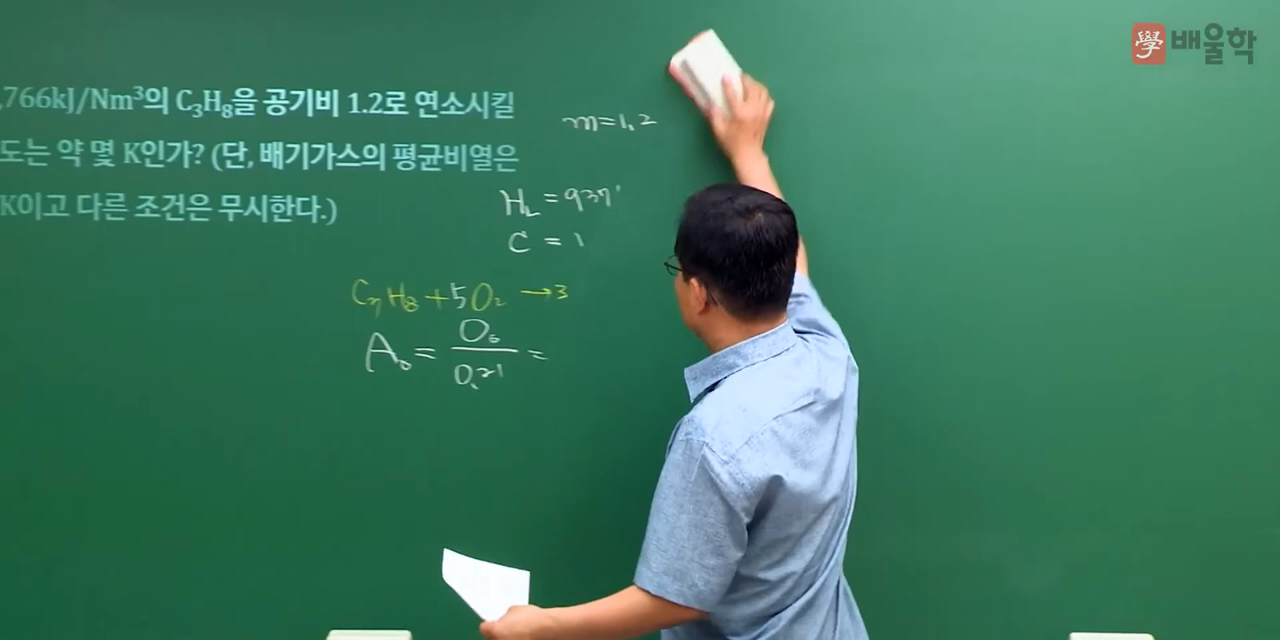 學 배울학
,766kJ/Nm³의 C₃H₈을 공기비 1.2로 연소시킬
도는 약 몇 K인가? (단, 배기가스의 평균비열은
K이고 다른 조건은 무시한다.)
m=1.2
H_L = 937
C = 1
C₃H₈ + 5O₂ → 3
A₀ = O₀/0.21 =